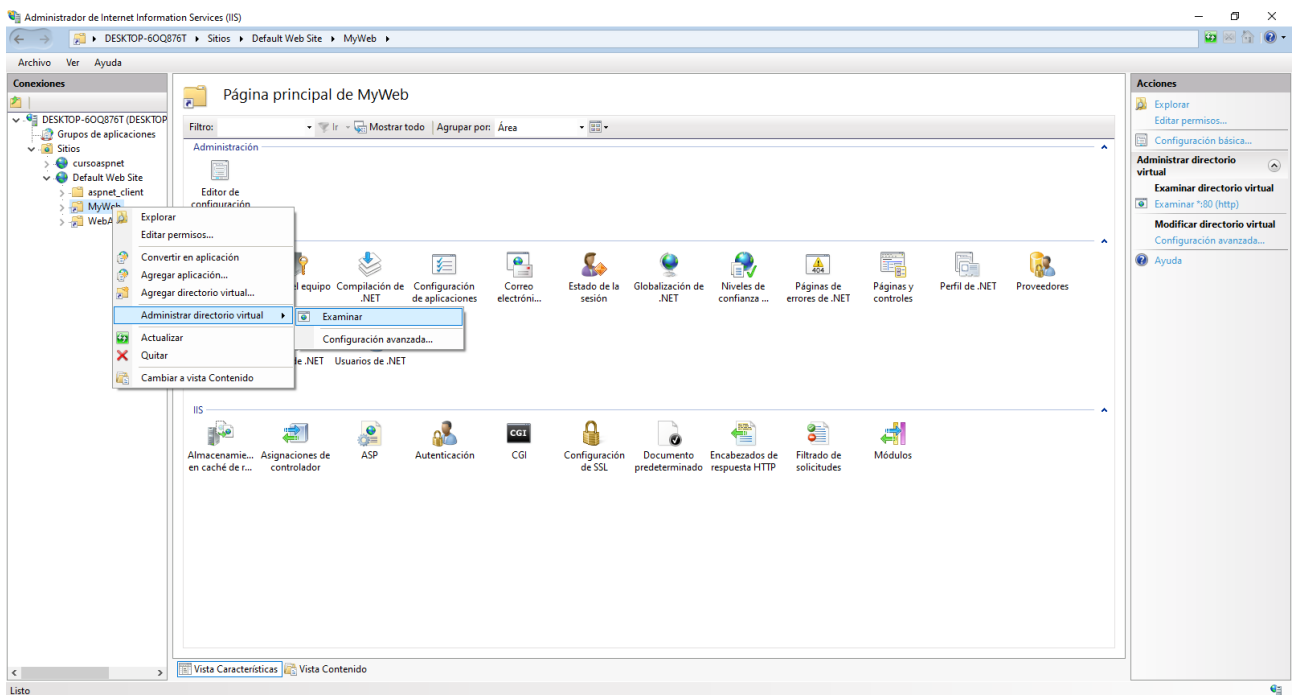 Administrador de Internet Information Services (IIS)
DESKTOP-6OQ876T Sitios Default Web Site MyWeb
Archivo Ver Ayuda
Conexiones
DESKTOP-6OQ876T (DESKTOP
Grupos de aplicaciones
Sitios
cursoaspnet
Default Web Site
aspnet_client
MyWeb
WebA
Explorar
Editar permisos...
Convertir en aplicación
Agregar aplicación...
Agregar directorio virtual...
Administrar directorio virtual
Actualizar
Quitar
Cambiar a vista Contenido
Examinar
Configuración avanzada...
Página principal de MyWeb
Filtro: Ir Mostrar todo Agrupar por: Área
Administración
Editor de
configuración
equipo Compilación de Configuración Correo Estado de la Globalización de Niveles de Páginas de Páginas y Perfil de .NET Proveedores
.NET de aplicaciones electróni... sesión .NET confianza ... errores de .NET controles
de .NET Usuarios de .NET
IIS
Almacenamie... Asignaciones de ASP Autenticación CGI Configuración Documento Encabezados de Filtrado de Módulos
en caché de r... controlador de SSL predeterminado respuesta HTTP solicitudes
Vista Características Vista Contenido
Acciones
Explorar
Editar permisos...
Configuración básica...
Administrar directorio
virtual
Examinar directorio virtual
Examinar *:80 (http)
Modificar directorio virtual
Configuración avanzada...
Ayuda
Listo